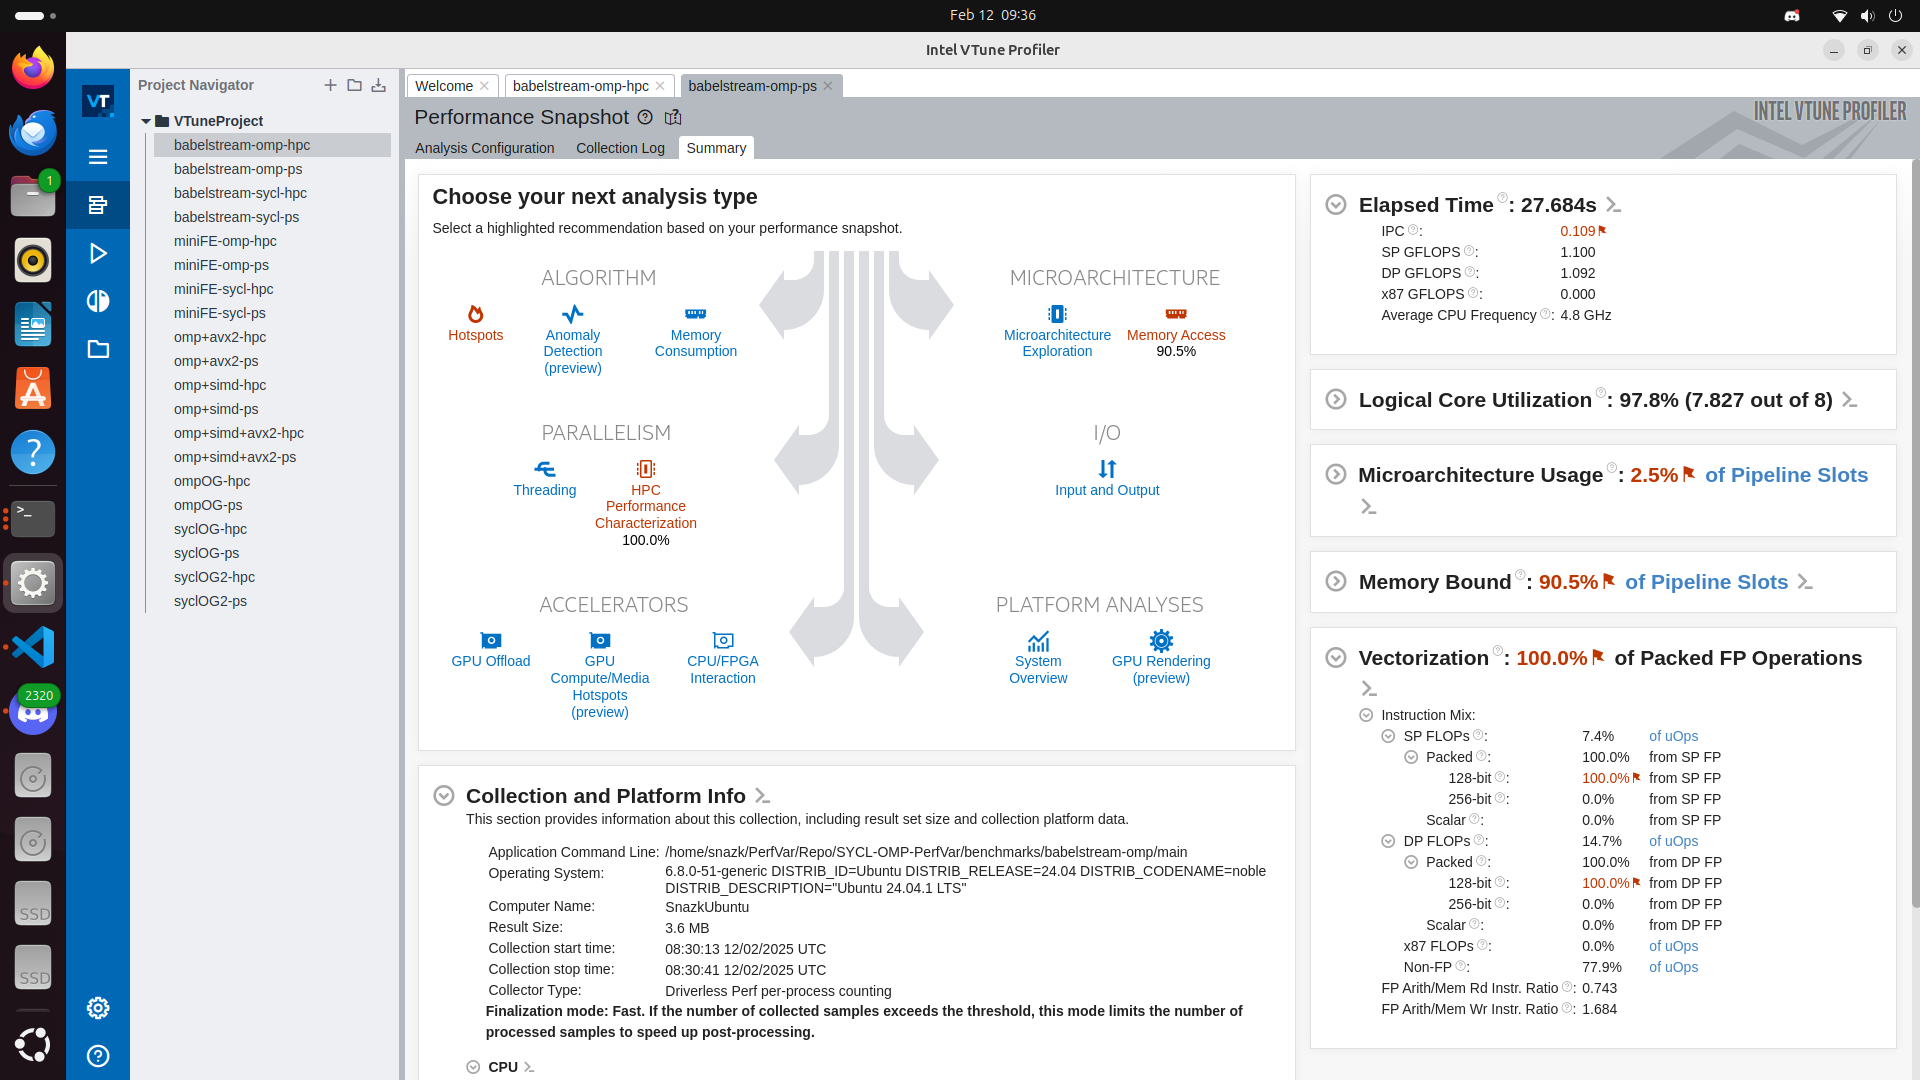 Feb 12 09:36
Intel VTune Profiler
1
>_
2320
SSD
SSD
VT
Project Navigator
VTuneProject
babelstream-omp-hpc
babelstream-omp-ps
babelstream-sycl-hpc
babelstream-sycl-ps
miniFE-omp-hpc
miniFE-omp-ps
miniFE-sycl-hpc
miniFE-sycl-ps
omp+avx2-hpc
omp+avx2-ps
omp+simd-hpc
omp+simd-ps
omp+simd+avx2-hpc
omp+simd+avx2-ps
ompOG-hpc
ompOG-ps
syclOG-hpc
syclOG-ps
syclOG2-hpc
syclOG2-ps
Welcome babelstream-omp-hpc babelstream-omp-ps
Performance Snapshot
INTEL VTUNE PROFILER
Analysis Configuration Collection Log Summary
Choose your next analysis type
Select a highlighted recommendation based on your performance snapshot.
ALGORITHM
Hotspots
Anomaly Detection (preview)
Memory Consumption
MICROARCHITECTURE
Microarchitecture Exploration
Memory Access
90.5%
PARALLELISM
Threading
HPC Performance Characterization
100.0%
I/O
Input and Output
ACCELERATORS
GPU Offload
GPU Compute/Media Hotspots (preview)
CPU/FPGA Interaction
PLATFORM ANALYSES
System Overview
GPU Rendering (preview)
Collection and Platform Info
This section provides information about this collection, including result set size and collection platform data.
Application Command Line: /home/snazk/PerfVar/Repo/SYCL-OMP-PerfVar/benchmarks/babelstream-omp/main
Operating System: 6.8.0-51-generic DISTRIB_ID=Ubuntu DISTRIB_RELEASE=24.04 DISTRIB_CODENAME=noble
DISTRIB_DESCRIPTION="Ubuntu 24.04.1 LTS"
Computer Name: SnazkUbuntu
Result Size: 3.6 MB
Collection start time: 08:30:13 12/02/2025 UTC
Collection stop time: 08:30:41 12/02/2025 UTC
Collector Type: Driverless Perf per-process counting
Finalization mode: Fast. If the number of collected samples exceeds the threshold, this mode limits the number of
processed samples to speed up post-processing.
CPU
Elapsed Time: 27.684s
IPC: 0.109
SP GFLOPS: 1.100
DP GFLOPS: 1.092
x87 GFLOPS: 0.000
Average CPU Frequency: 4.8 GHz
Logical Core Utilization: 97.8% (7.827 out of 8)
Microarchitecture Usage: 2.5% of Pipeline Slots
Memory Bound: 90.5% of Pipeline Slots
Vectorization: 100.0% of Packed FP Operations
Instruction Mix:
SP FLOPs: 7.4% of uOps
Packed: 100.0% from SP FP
128-bit: 100.0% from SP FP
256-bit: 0.0% from SP FP
Scalar: 0.0% from SP FP
DP FLOPs: 14.7% of uOps
Packed: 100.0% from DP FP
128-bit: 100.0% from DP FP
256-bit: 0.0% from DP FP
Scalar: 0.0% from DP FP
x87 FLOPs: 0.0% of uOps
Non-FP: 77.9% of uOps
FP Arith/Mem Rd Instr. Ratio: 0.743
FP Arith/Mem Wr Instr. Ratio: 1.684